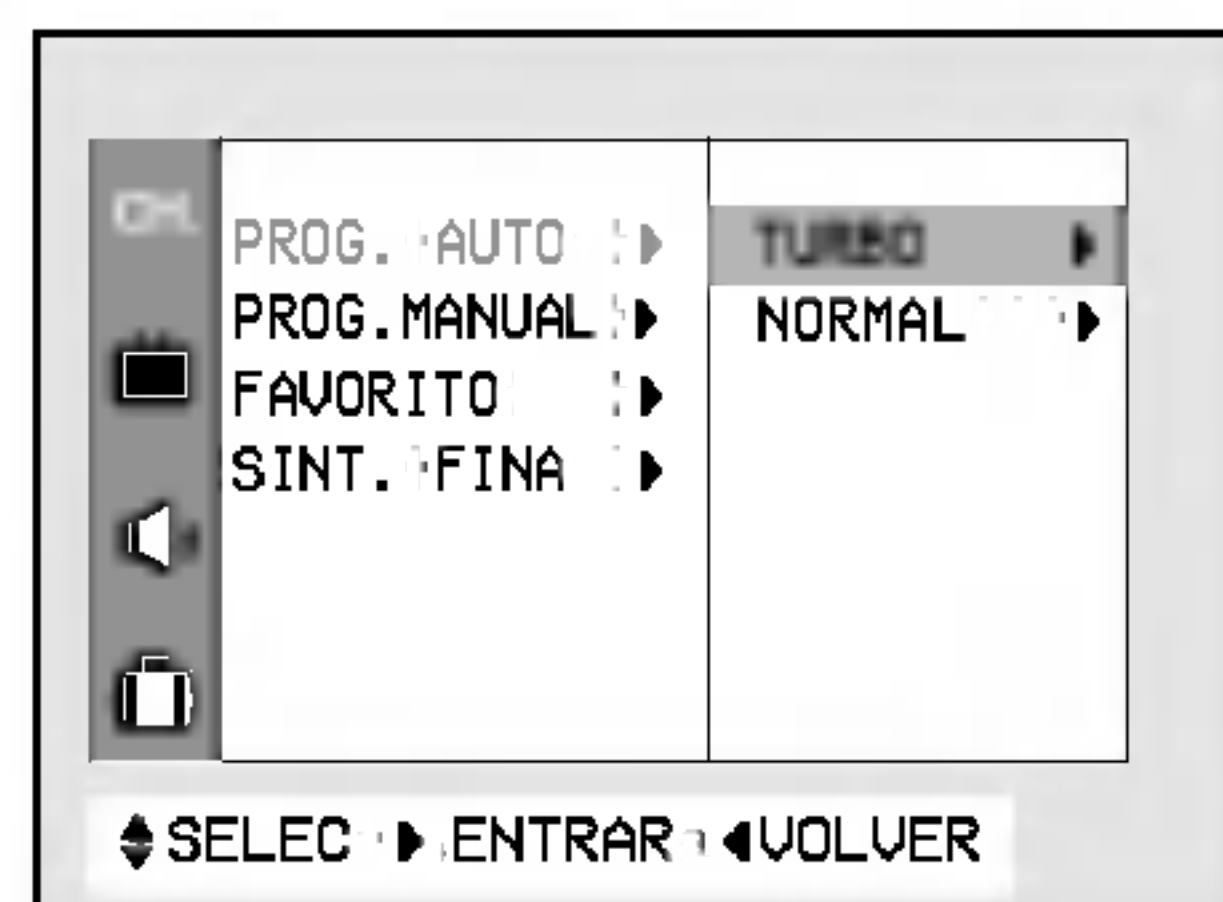 CH.
PROG. AUTO
PROG.MANUAL
FAVORITO
SINT. FINA
TURBO
NORMAL
SELEC ENTRAR VOLVER